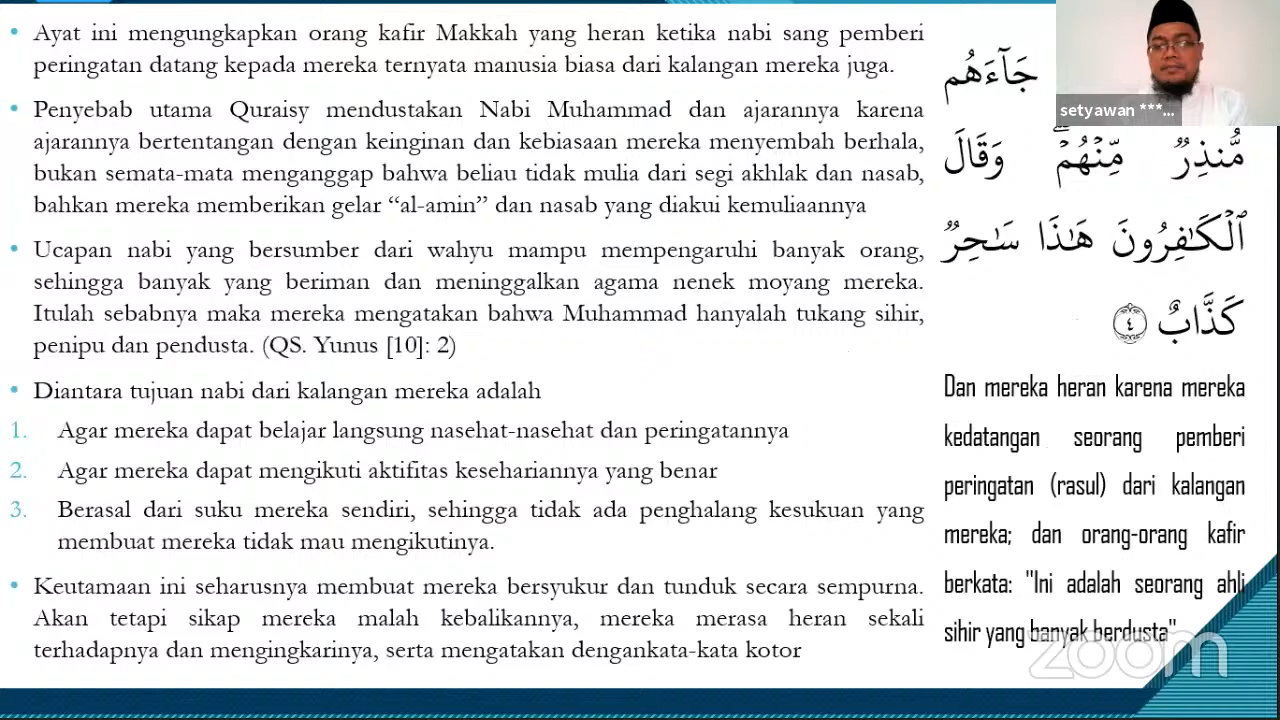 • Ayat ini mengungkapkan orang kafir Makkah yang heran ketika nabi sang pemberi
peringatan datang kepada mereka ternyata manusia biasa dari kalangan mereka juga.
• Penyebab utama Quraisy mendustakan Nabi Muhammad dan ajarannya karena
ajarannya bertentangan dengan keinginan dan kebiasaan mereka menyembah berhala,
bukan semata-mata menganggap bahwa beliau tidak mulia dari segi akhlak dan nasab,
bahkan mereka memberikan gelar “al-amin” dan nasab yang diakui kemuliaannya
• Ucapan nabi yang bersumber dari wahyu mampu mempengaruhi banyak orang,
sehingga banyak yang beriman dan meninggalkan agama nenek moyang mereka.
Itulah sebabnya maka mereka mengatakan bahwa Muhammad hanyalah tukang sihir,
penipu dan pendusta. (QS. Yunus [10]: 2)
• Diantara tujuan nabi dari kalangan mereka adalah
1. Agar mereka dapat belajar langsung nasehat-nasehat dan peringatannya
2. Agar mereka dapat mengikuti aktifitas kesehariannya yang benar
3. Berasal dari suku mereka sendiri, sehingga tidak ada penghalang kesukuan yang
membuat mereka tidak mau mengikutinya.
• Keutamaan ini seharusnya membuat mereka bersyukur dan tunduk secara sempurna.
Akan tetapi sikap mereka malah kebalikannya, mereka merasa heran sekali
terhadapnya dan mengingkarinya, serta mengatakan dengankata-kata kotor
جَآءَهُم
مُّنذِرٌ مِّنْهُمْ ۖ وَقَالَ
ٱلْكَـٰفِرُونَ هَـٰذَا سَـٰحِرٌ
كَذَّابٌ ٤
Dan mereka heran karena mereka
kedatangan seorang pemberi
peringatan (rasul) dari kalangan
mereka; dan orang-orang kafir
berkata: "Ini adalah seorang ahli
sihir yang banyak berdusta"
setyawan ***...
zoom